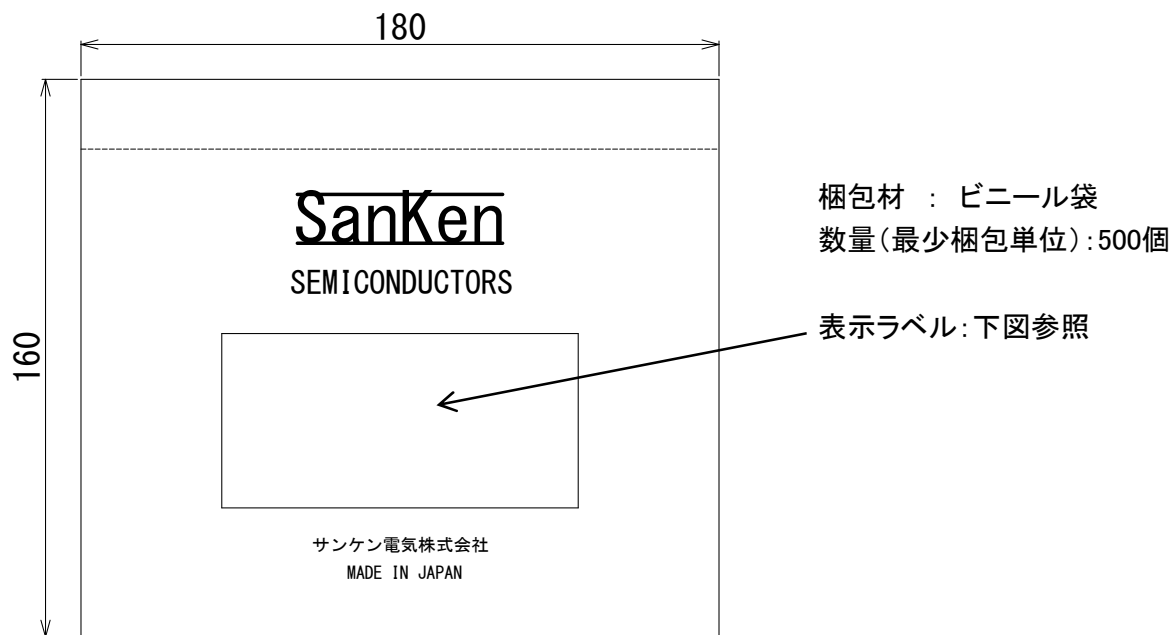 180
160
SanKen
SEMICONDUCTORS
サンケン電気株式会社
MADE IN JAPAN
梱包材 : ビニール袋
数量(最少梱包単位):500個
表示ラベル:下図参照